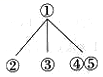 ①
② ③ ④⑤